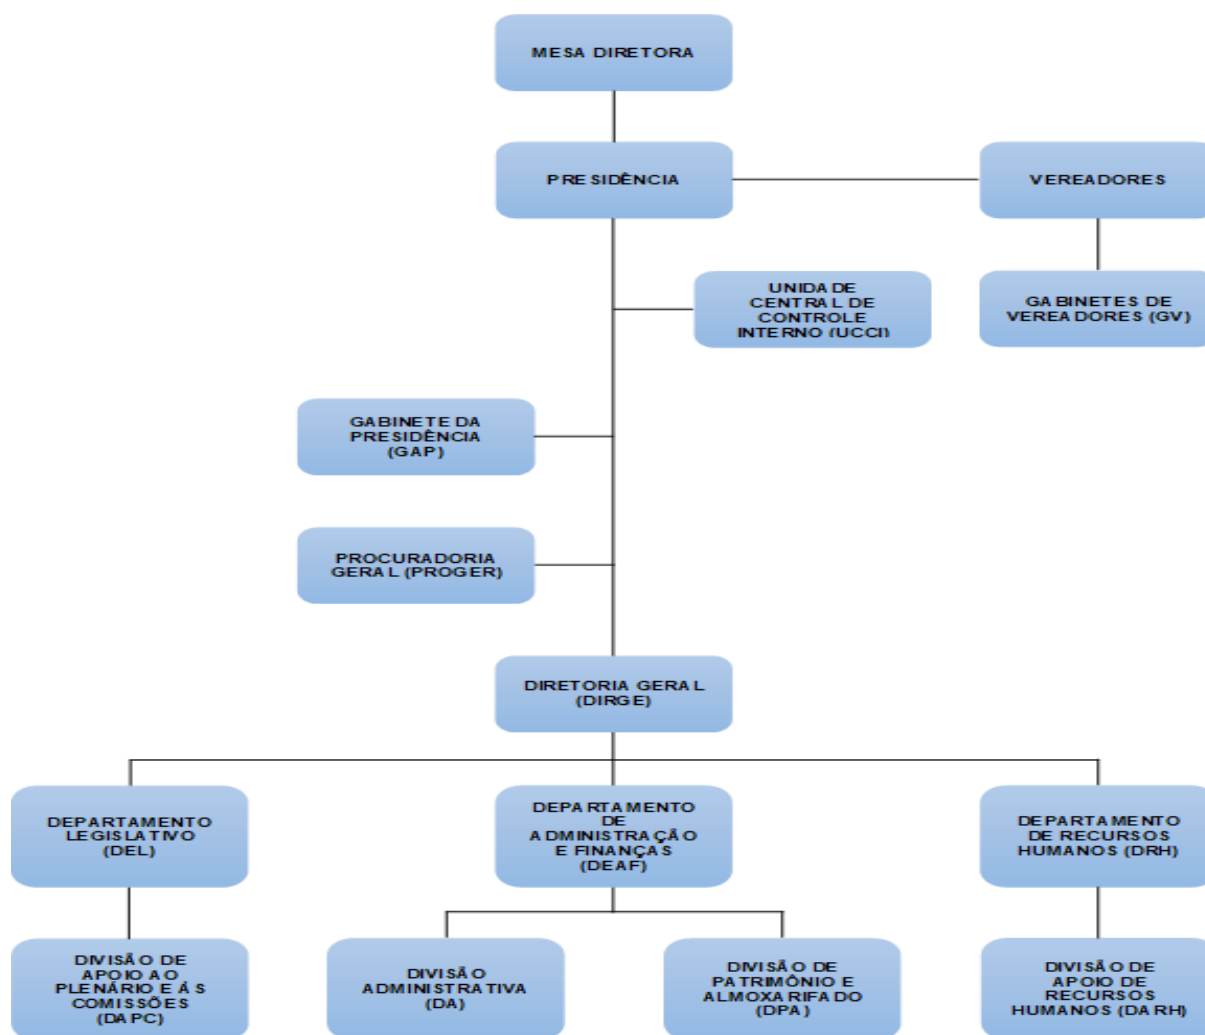 MESA DIRETORA
PRESIDÊNCIA
VEREADORES
UNIDADE
CENTRAL DE
CONTROLE
INTERNO (UCCI)
GABINETES DE
VEREADORES (GV)
GABINETE DA
PRESIDÊNCIA
(GAP)
PROCURADORIA
GERAL (PROGER)
DIRETORIA GERAL
(DIRGE)
DEPARTAMENTO
LEGISLATIVO
(DEL)
DEPARTAMENTO
DE
ADMINISTRAÇÃO
E FINANÇAS
(DEAF)
DEPARTAMENTO
DE RECURSOS
HUMANOS (DRH)
DIVISÃO DE
APOIO AO
PLENÁRIO E ÁS
COMISSÕES
(DAPC)
DIVISÃO
ADMINISTRATIVA
(DA)
DIVISÃO DE
PATRIMÔNIO E
ALMOXARIFADO
(DPA)
DIVISÃO DE
APOIO DE
RECURSOS
HUMANOS (DARH)